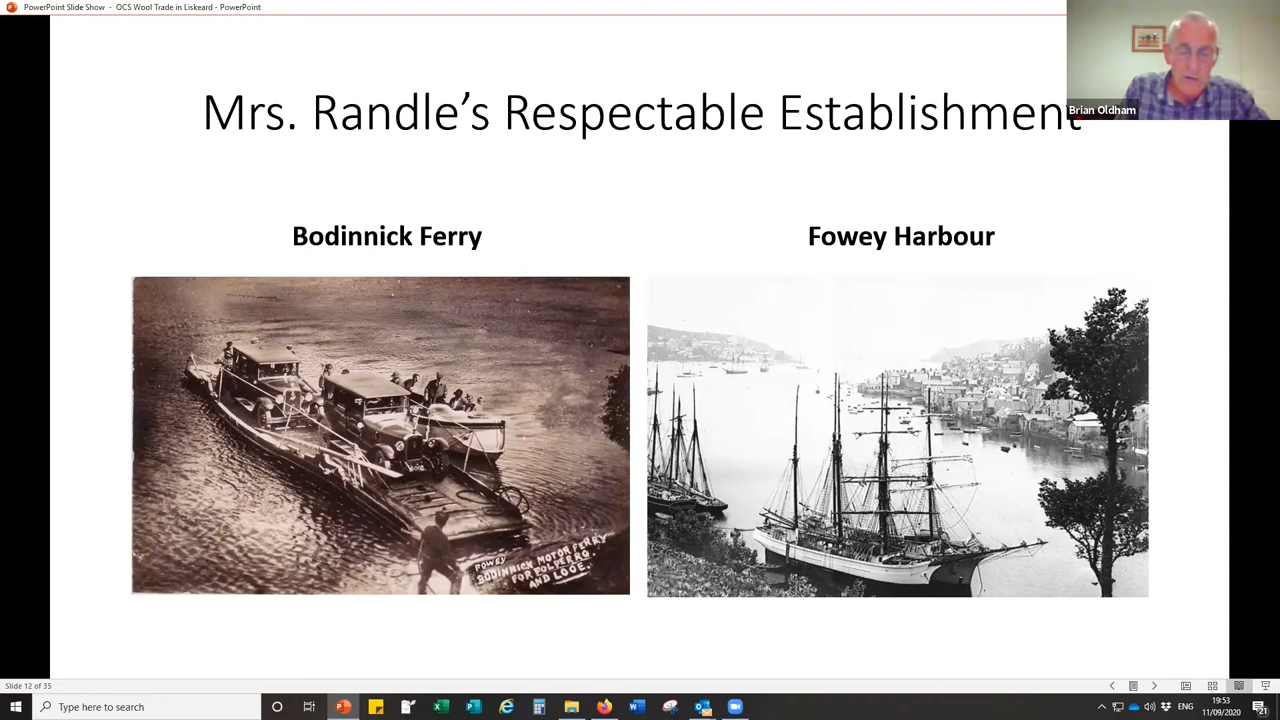 PowerPoint Slide Show - OCS Wool Trade in Liskeard - PowerPoint
Mrs. Randle's Respectable Establishment
Brian Oldham
Bodinnick Ferry
Fowey Harbour
FOWEY
BODINNICK MOTOR FERRY
FOR POLPERRO
AND LOOE.
Slide 12 of 35
Type here to search
ENG
19:53
11/09/2020
21